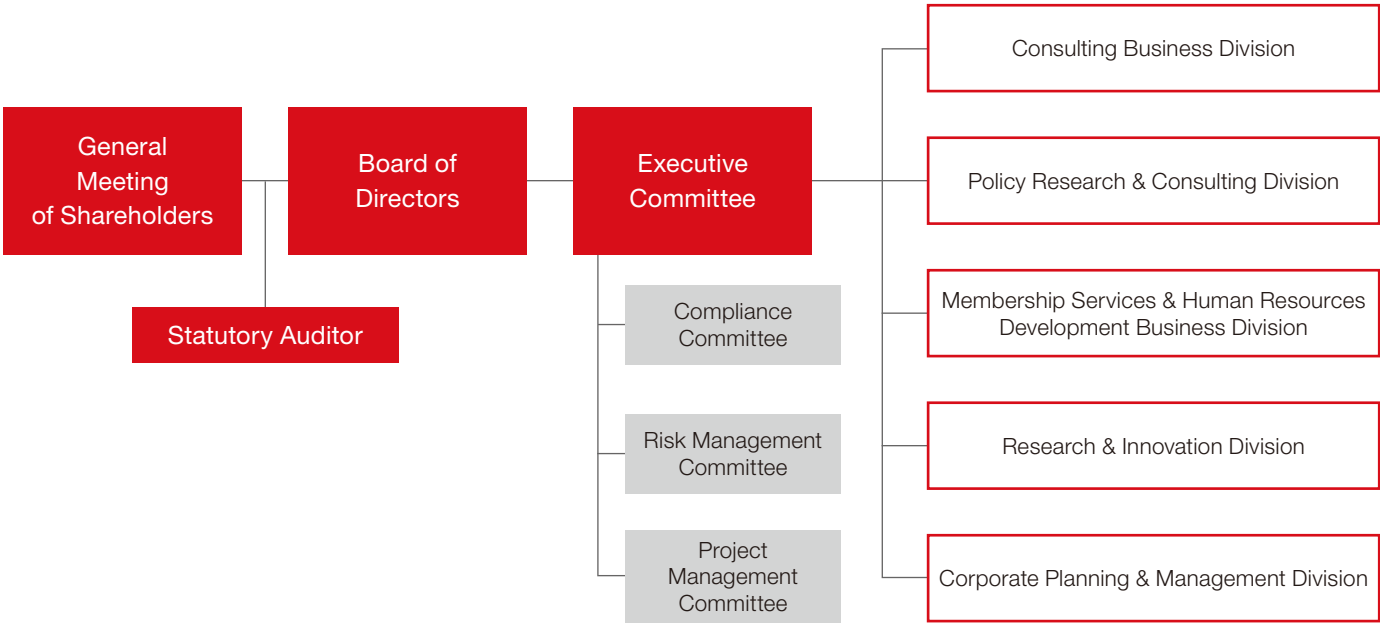 General
Meeting
of Shareholders
Board of
Directors
Executive
Committee
Statutory Auditor
Compliance
Committee
Risk Management
Committee
Project
Management
Committee
Consulting Business Division
Policy Research & Consulting Division
Membership Services & Human Resources
Development Business Division
Research & Innovation Division
Corporate Planning & Management Division